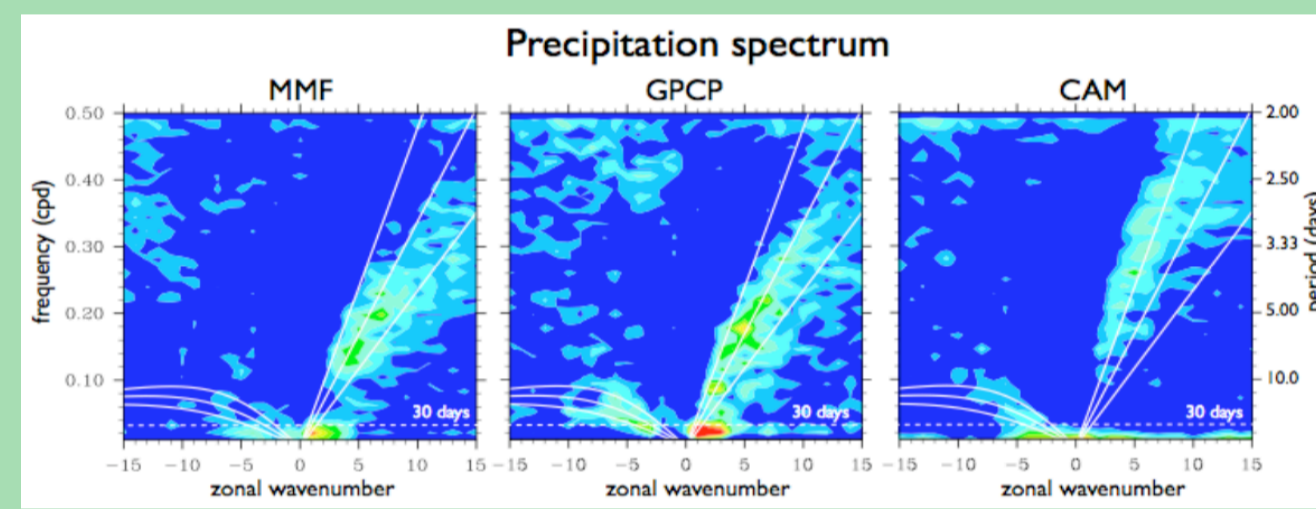 Precipitation spectrum
MMF GPCP CAM
0.50 2.00
0.40 2.50
0.30 3.33
0.20 5.00
0.10 10.0
frequency (cpd)
period (days)
30 days 30 days 30 days
−15 −10 −5 0 5 10 15 −15 −10 −5 0 5 10 15 −15 −10 −5 0 5 10 15
zonal wavenumber zonal wavenumber zonal wavenumber